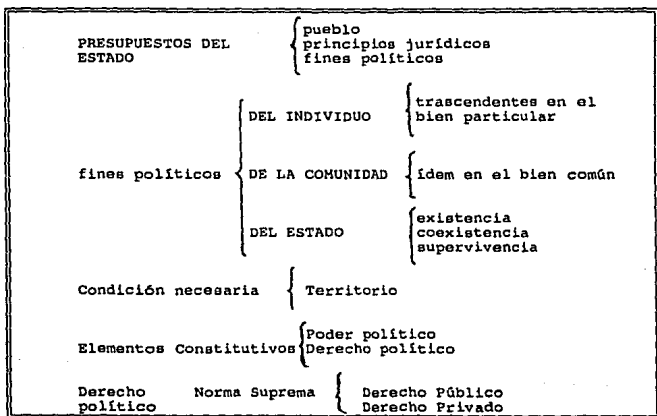 pueblo
PRESUPUESTOS DEL principios jurídicos
ESTADO fines políticos
trascendentes en el
DEL INDIVIDUO bien particular
fines políticos DE LA COMUNIDAD ídem en el bien común
existencia
DEL ESTADO coexistencia
supervivencia
Condición necesaria Territorio
Poder político
Elementos Constitutivos Derecho político
Derecho Norma Suprema Derecho Público
político Derecho Privado